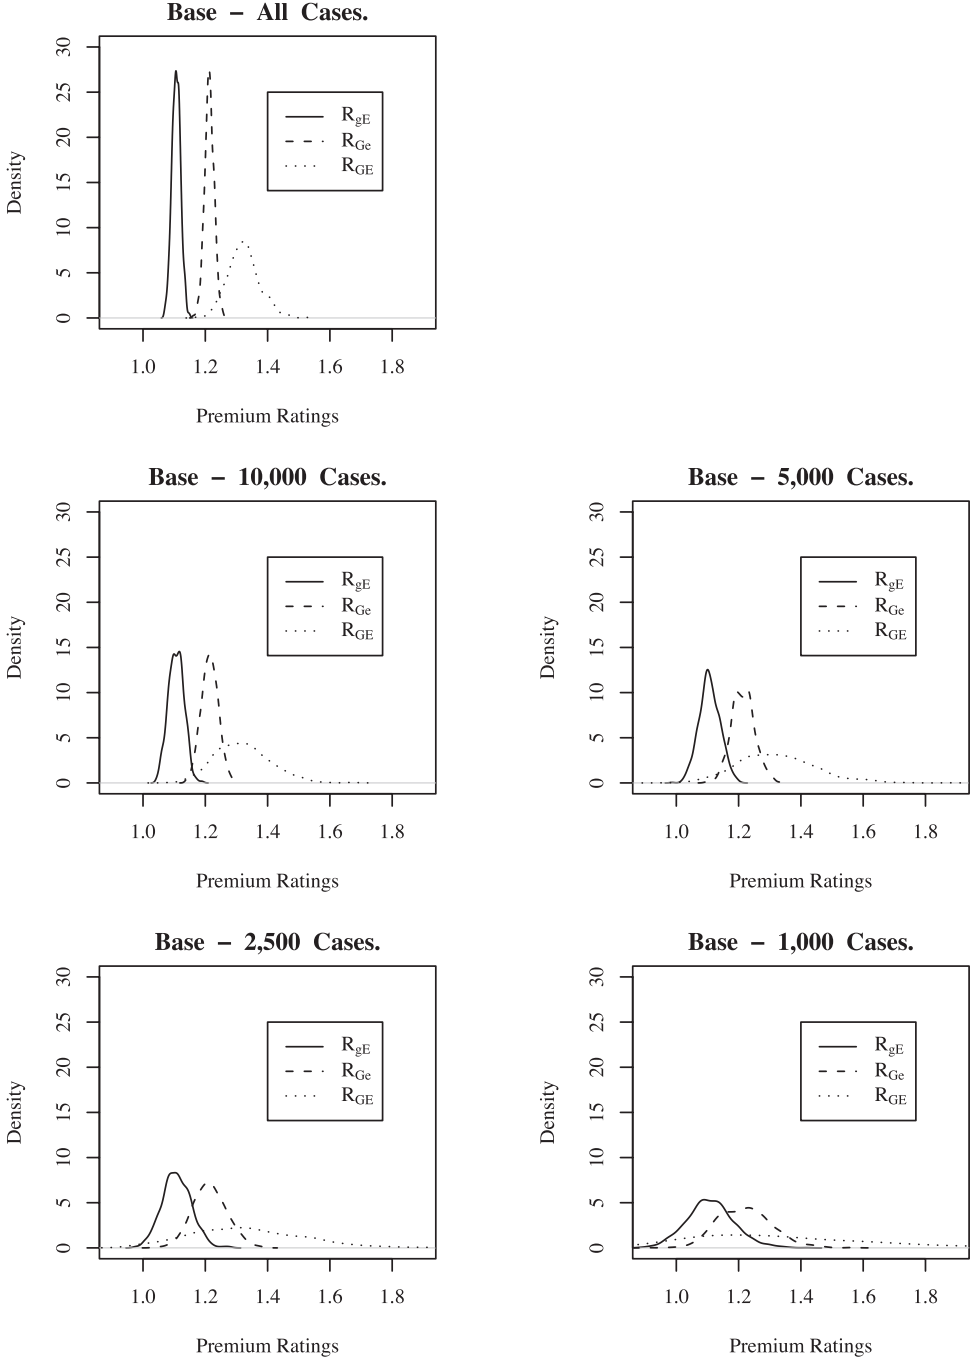 Base – All Cases.
Density
30
25
20
15
10
5
0
R_gE
R_Ge
R_GE
1.0 1.2 1.4 1.6 1.8
Premium Ratings
Base – 10,000 Cases.
Density
30
25
20
15
10
5
0
R_gE
R_Ge
R_GE
1.0 1.2 1.4 1.6 1.8
Premium Ratings
Base – 5,000 Cases.
Density
30
25
20
15
10
5
0
R_gE
R_Ge
R_GE
1.0 1.2 1.4 1.6 1.8
Premium Ratings
Base – 2,500 Cases.
Density
30
25
20
15
10
5
0
R_gE
R_Ge
R_GE
1.0 1.2 1.4 1.6 1.8
Premium Ratings
Base – 1,000 Cases.
Density
30
25
20
15
10
5
0
R_gE
R_Ge
R_GE
1.0 1.2 1.4 1.6 1.8
Premium Ratings